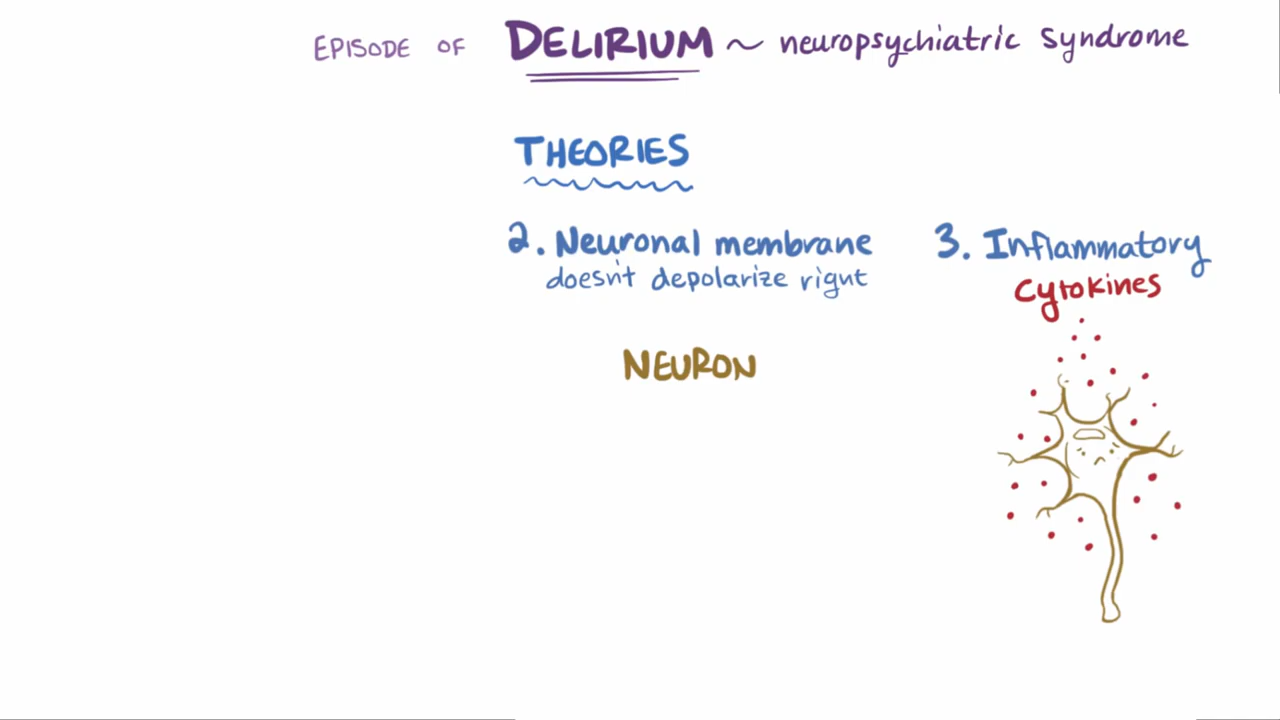 EPISODE OF DELIRIUM ~ neuropsychiatric syndrome
THEORIES
2. Neuronal membrane
doesn't depolarize right
NEURON
3. Inflammatory
cytokines